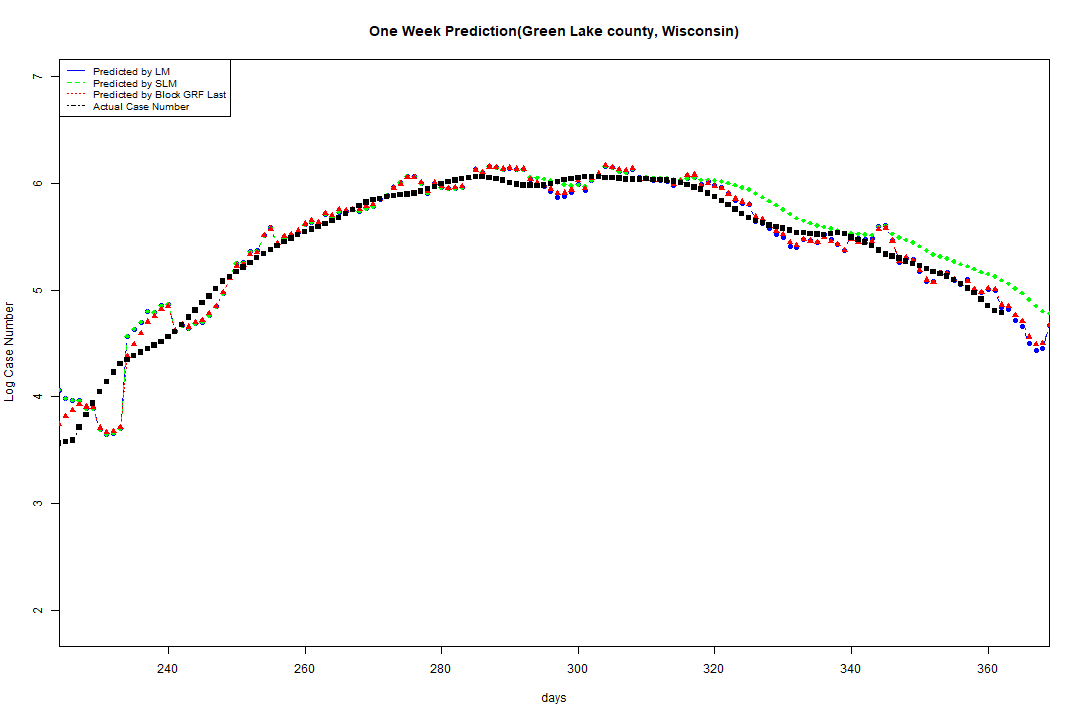 One Week Prediction(Green Lake county, Wisconsin)
Predicted by LM
Predicted by SLM
Predicted by Block GRF Last
Actual Case Number
7
6
5
4
3
2
Log Case Number
240 260 280 300 320 340 360
days